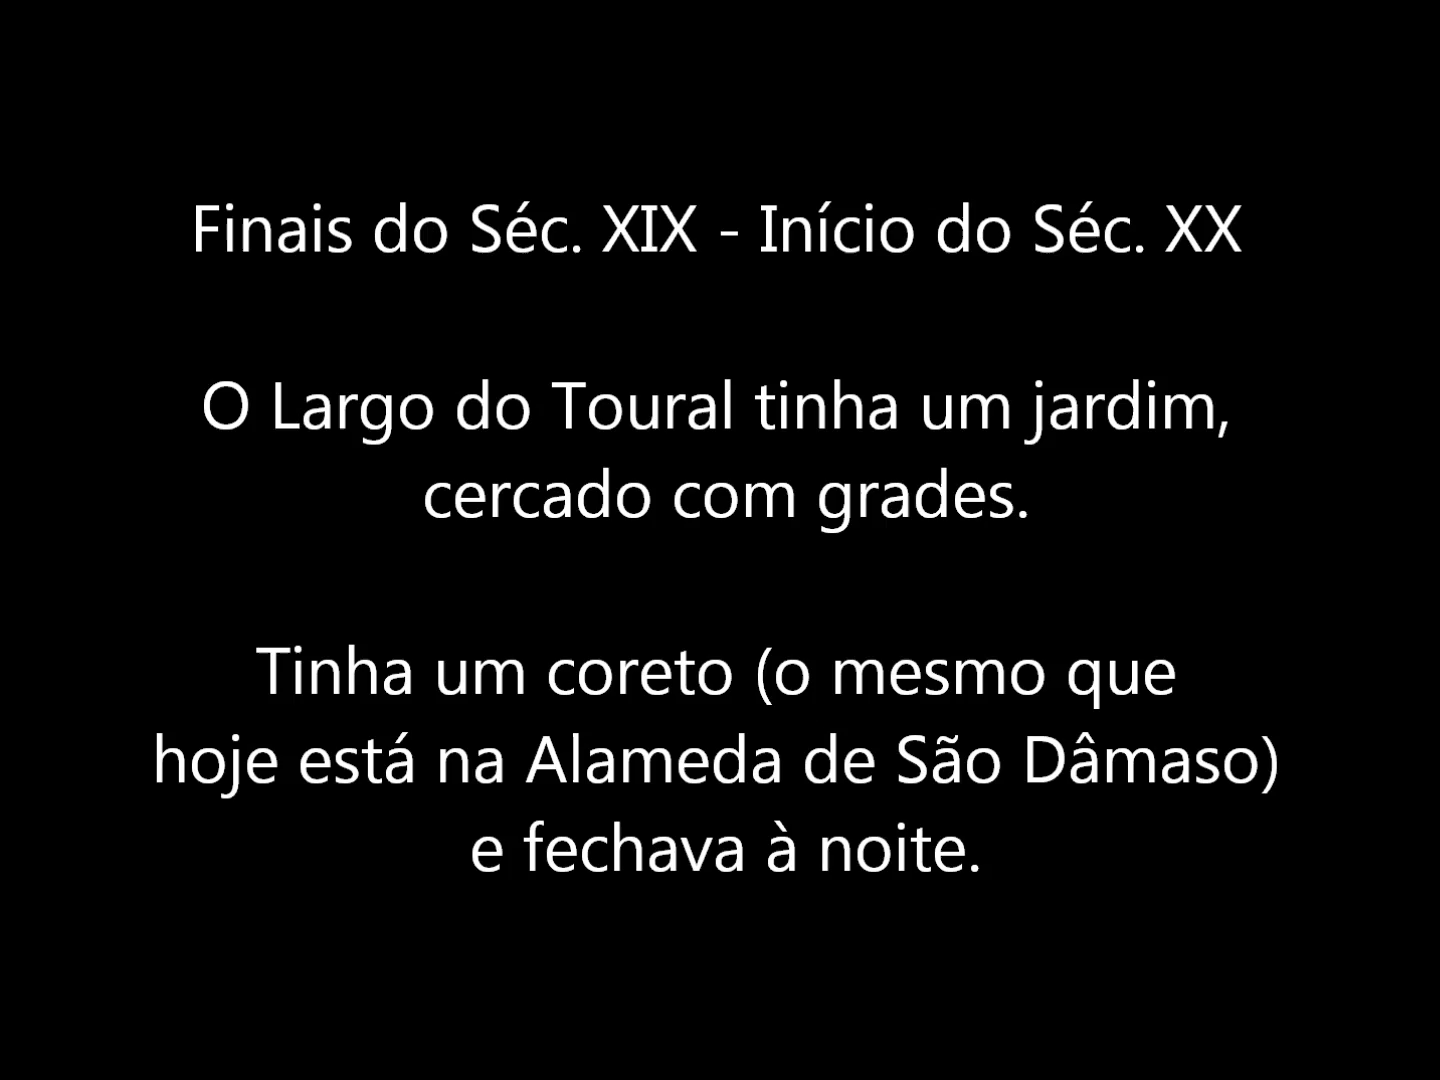 Finais do Séc. XIX - Início do Séc. XX
O Largo do Toural tinha um jardim,
cercado com grades.
Tinha um coreto (o mesmo que
hoje está na Alameda de São Dâmaso)
e fechava à noite.